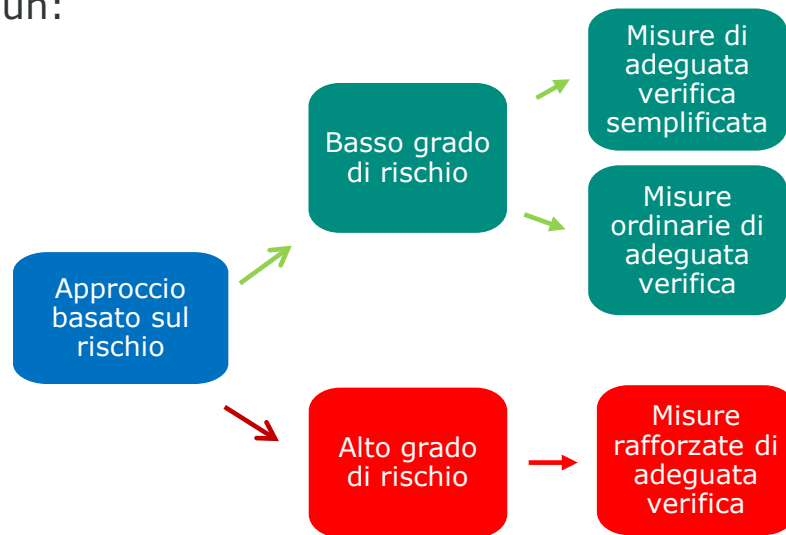 un:
Misure di
adeguata
verifica
semplificata
Basso grado
di rischio
Misure
ordinarie di
adeguata
verifica
Approccio
basato sul
rischio
Alto grado
di rischio
Misure
rafforzate di
adeguata
verifica